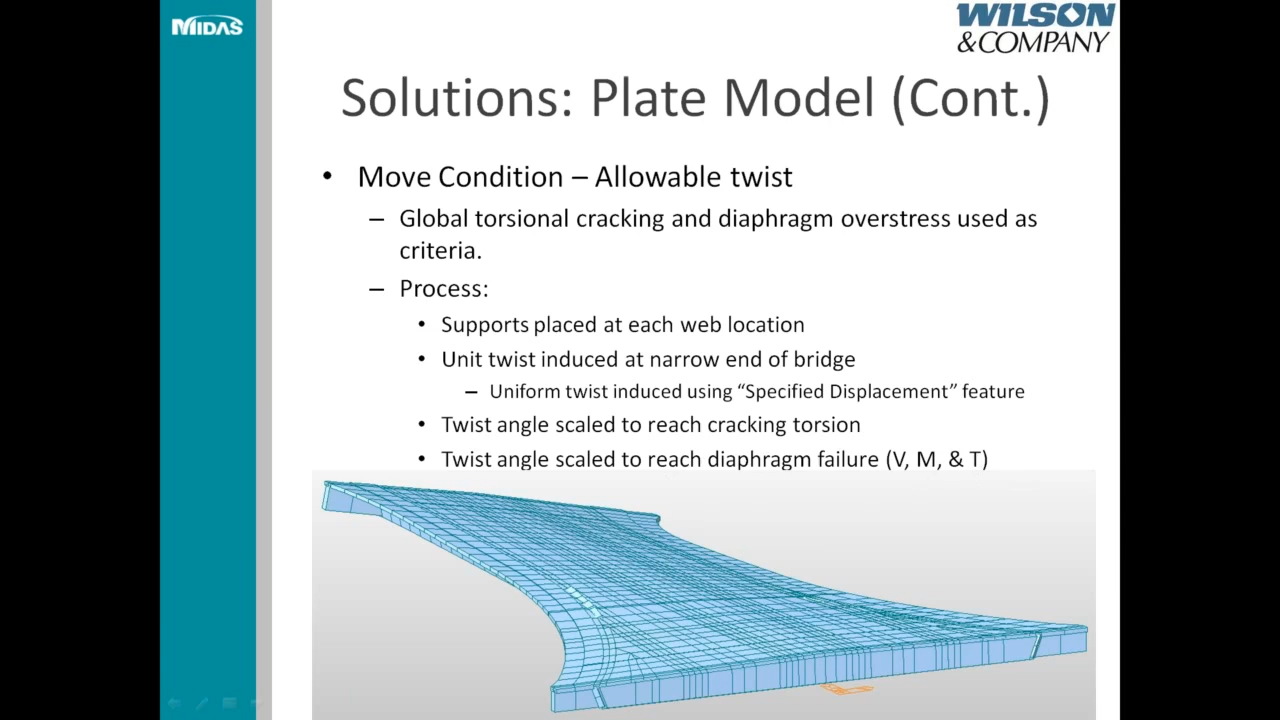 MIDAS
WILSON
&COMPANY
Solutions: Plate Model (Cont.)
• Move Condition – Allowable twist
– Global torsional cracking and diaphragm overstress used as
criteria.
– Process:
• Supports placed at each web location
• Unit twist induced at narrow end of bridge
– Uniform twist induced using “Specified Displacement” feature
• Twist angle scaled to reach cracking torsion
• Twist angle scaled to reach diaphragm failure (V, M, & T)